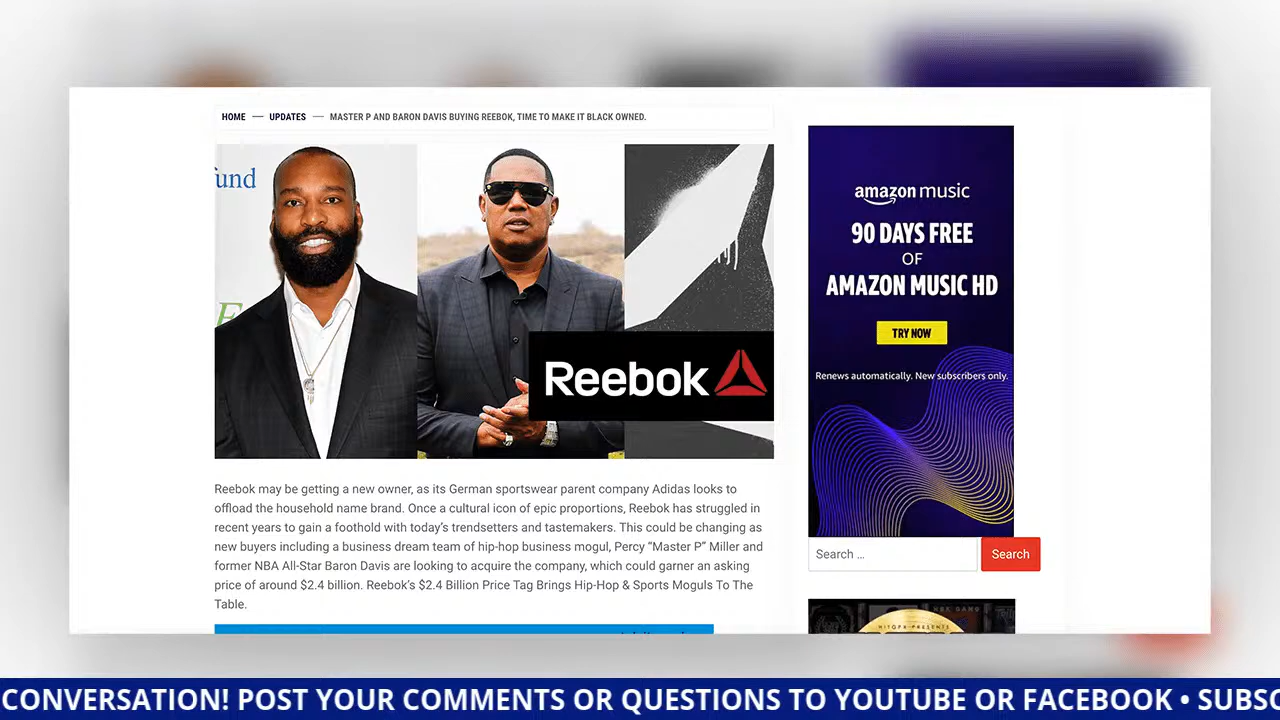 HOME — UPDATES — MASTER P AND BARON DAVIS BUYING REEBOK, TIME TO MAKE IT BLACK OWNED.
fund
E
Reebok
Reebok may be getting a new owner, as its German sportswear parent company Adidas looks to
offload the household name brand. Once a cultural icon of epic proportions, Reebok has struggled in
recent years to gain a foothold with today's trendsetters and tastemakers. This could be changing as
new buyers including a business dream team of hip-hop business mogul, Percy “Master P” Miller and
former NBA All-Star Baron Davis are looking to acquire the company, which could garner an asking
price of around $2.4 billion. Reebok's $2.4 Billion Price Tag Brings Hip-Hop & Sports Moguls To The
Table.
amazon music
90 DAYS FREE
OF
AMAZON MUSIC HD
TRY NOW
Renews automatically. New subscribers only.
Search ...
Search
HITQPK PRESENTS
CONVERSATION! POST YOUR COMMENTS OR QUESTIONS TO YOUTUBE OR FACEBOOK • SUBSC